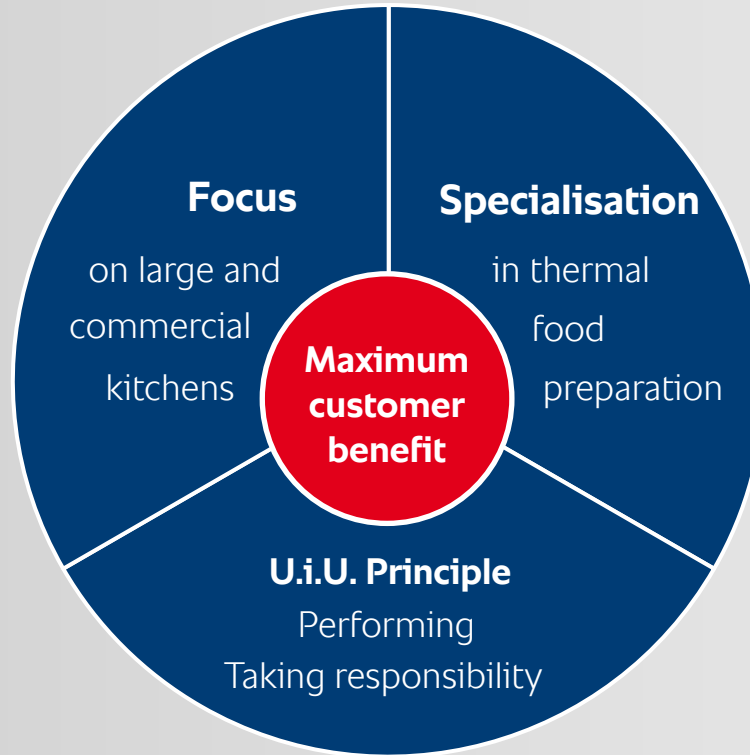 Focus
on large and
commercial
kitchens
Specialisation
in thermal
food
preparation
Maximum
customer
benefit
U.i.U. Principle
Performing
Taking responsibility